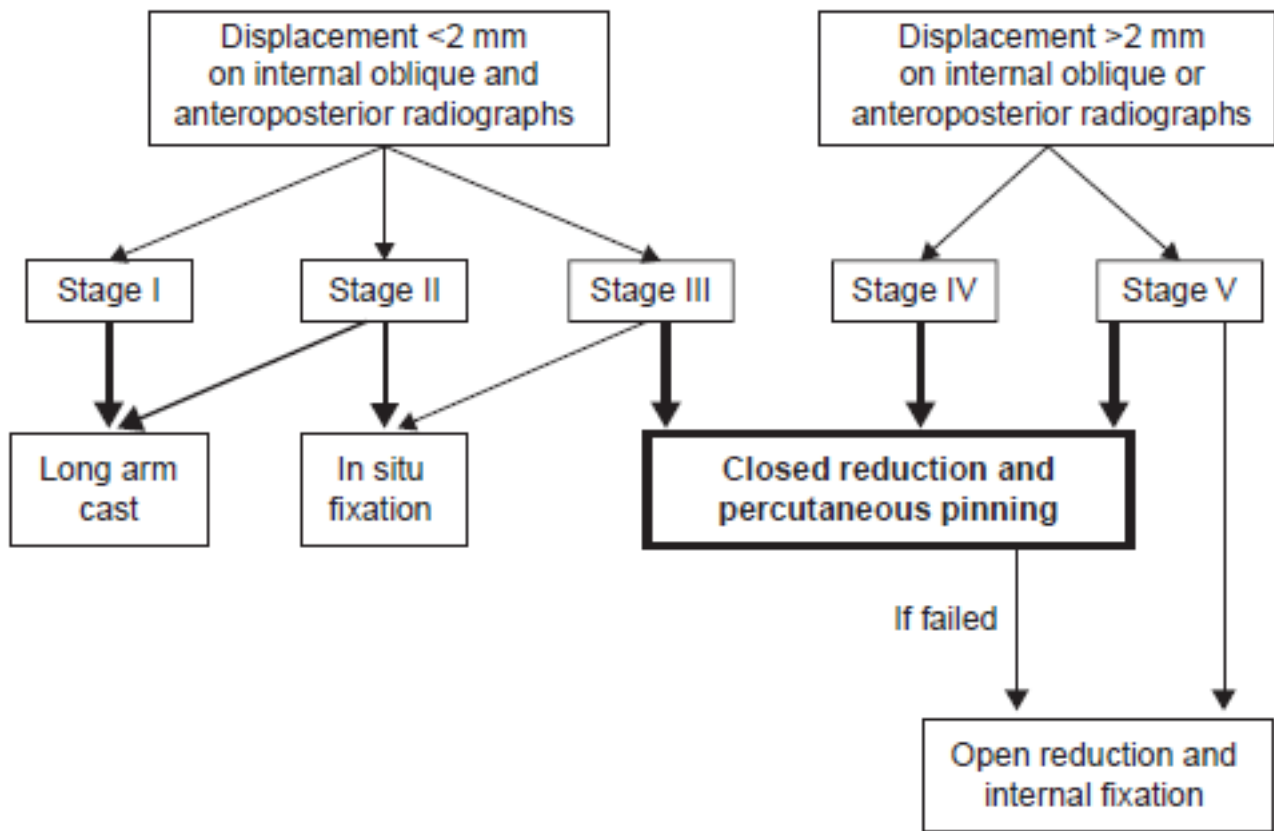 Displacement <2 mm
on internal oblique and
anteroposterior radiographs
Displacement >2 mm
on internal oblique or
anteroposterior radiographs
Stage I
Stage II
Stage III
Stage IV
Stage V
Long arm
cast
In situ
fixation
Closed reduction and
percutaneous pinning
If failed
Open reduction and
internal fixation